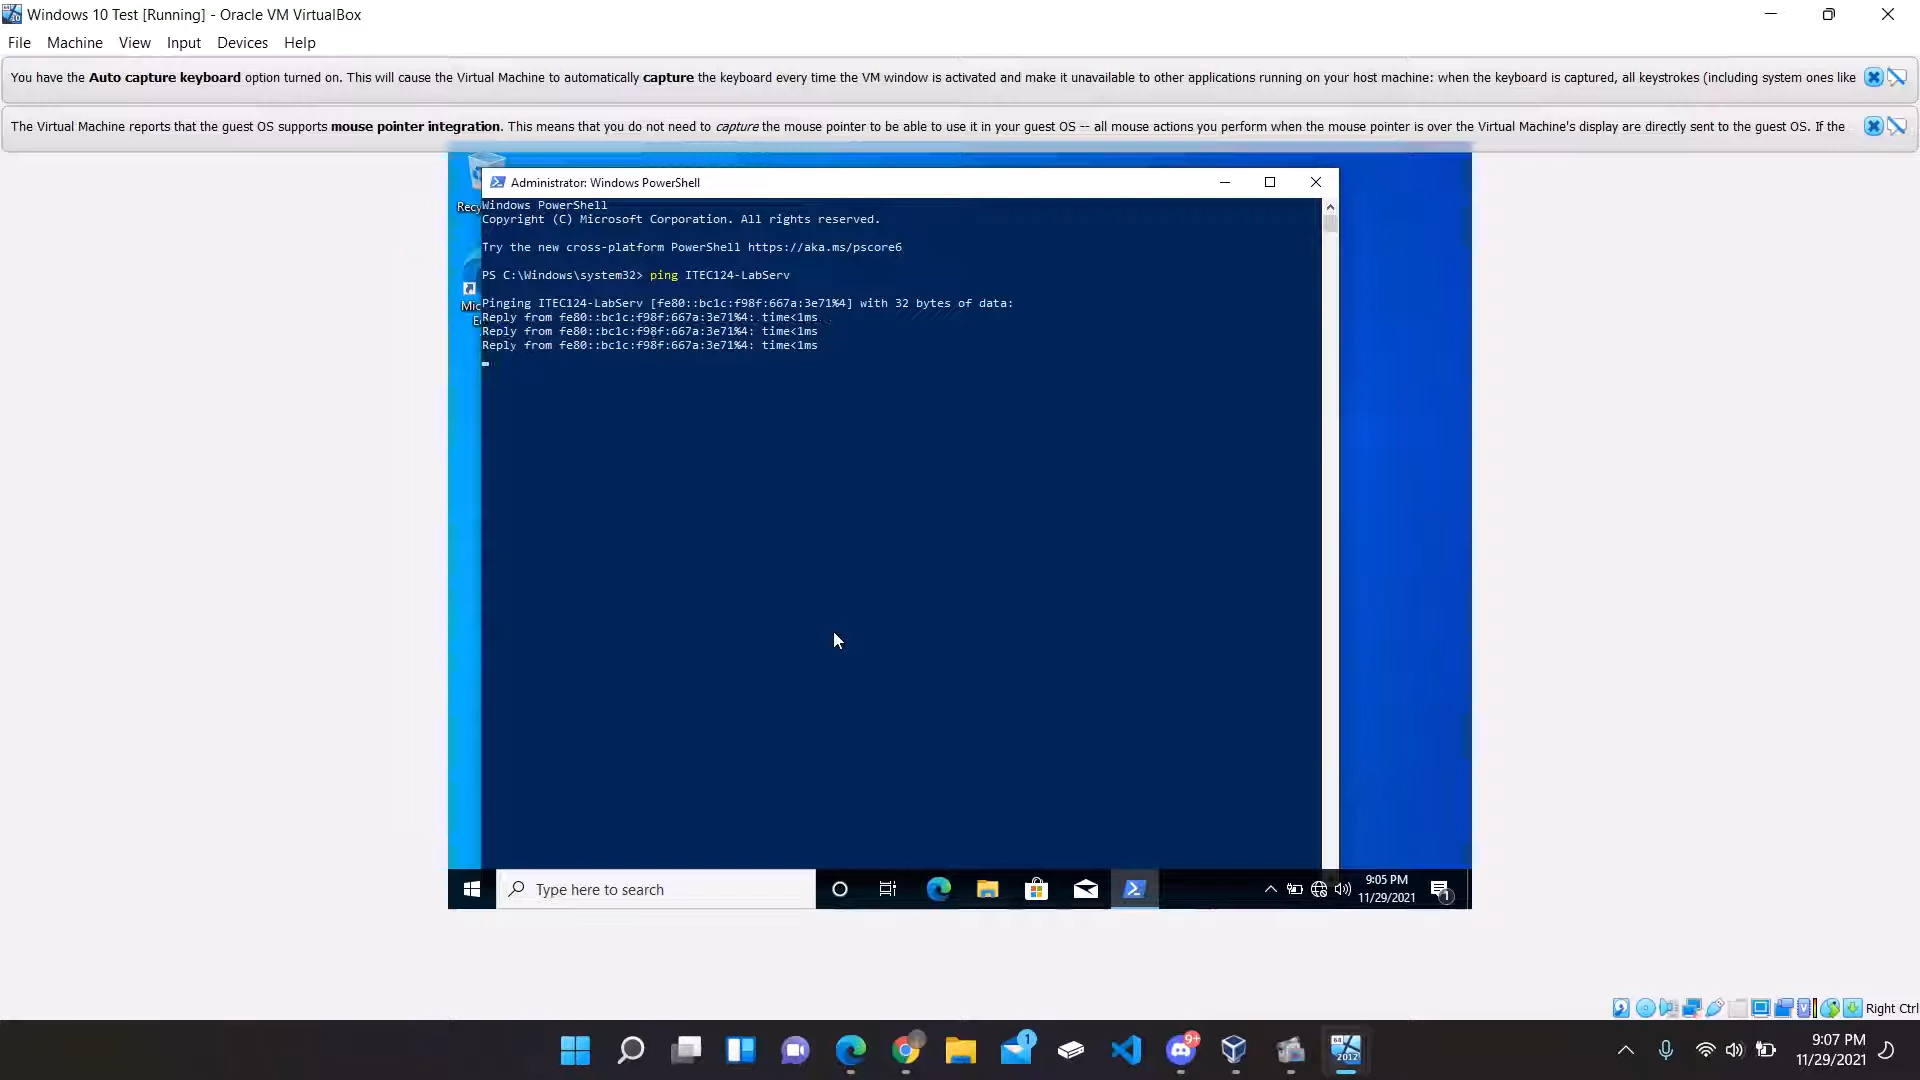 Windows 10 Test [Running] - Oracle VM VirtualBox
File Machine View Input Devices Help
You have the Auto capture keyboard option turned on. This will cause the Virtual Machine to automatically capture the keyboard every time the VM window is activated and make it unavailable to other applications running on your host machine: when the keyboard is captured, all keystrokes (including system ones like
The Virtual Machine reports that the guest OS supports mouse pointer integration. This means that you do not need to capture the mouse pointer to be able to use it in your guest OS -- all mouse actions you perform when the mouse pointer is over the Virtual Machine's display are directly sent to the guest OS. If the
Administrator: Windows PowerShell
Recy
Windows PowerShell
Copyright (C) Microsoft Corporation. All rights reserved.
Try the new cross-platform PowerShell https://aka.ms/pscore6
PS C:\Windows\system32> ping ITEC124-LabServ
Mic
Pinging ITEC124-LabServ [fe80::bc1c:f98f:667a:3e71%4] with 32 bytes of data:
Reply from fe80::bc1c:f98f:667a:3e71%4: time<1ms
Reply from fe80::bc1c:f98f:667a:3e71%4: time<1ms
Reply from fe80::bc1c:f98f:667a:3e71%4: time<1ms
Type here to search
9:05 PM
11/29/2021
1
Right Ctrl
1
9+
64
2012
9:07 PM
11/29/2021